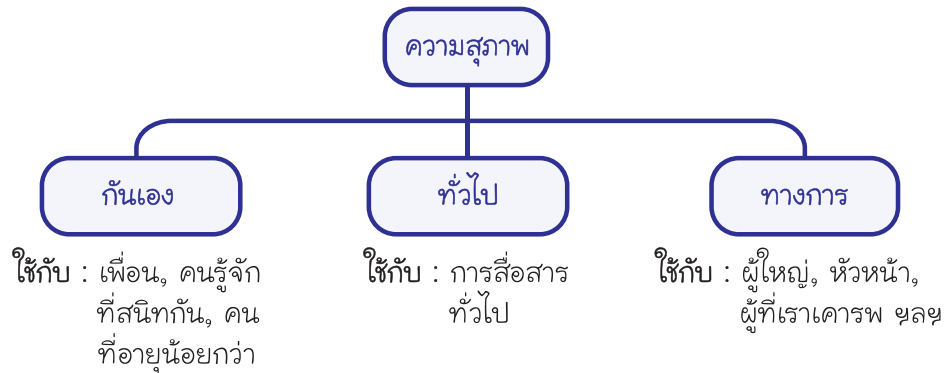 ความสุภาพ
กันเอง
ทั่วไป
ทางการ
ใช้กับ : เพื่อน, คนรู้จัก
ที่สนิทกัน, คน
ที่อายุน้อยกว่า
ใช้กับ : การสื่อสาร
ทั่วไป
ใช้กับ : ผู้ใหญ่, หัวหน้า,
ผู้ที่เราเคารพ ฯลฯ